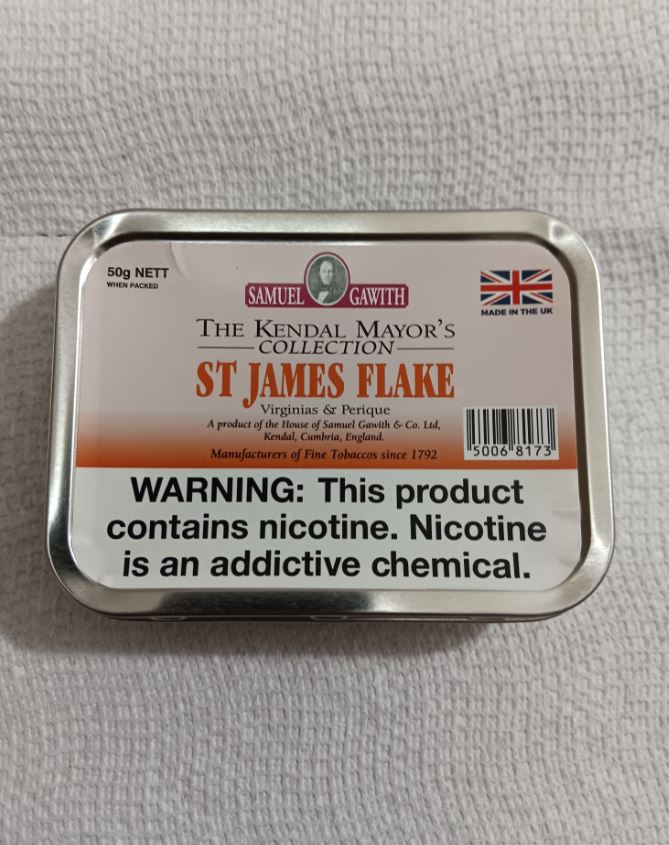 50g NETT
WHEN PACKED
SAMUEL GAWITH
MADE IN THE UK
THE KENDAL MAYOR'S
COLLECTION
ST JAMES FLAKE
Virginias & Perique
A product of the House of Samuel Gawith & Co. Ltd,
Kendal, Cumbria, England.
Manufacturers of Fine Tobaccos since 1792
5006 8173
WARNING: This product
contains nicotine. Nicotine
is an addictive chemical.